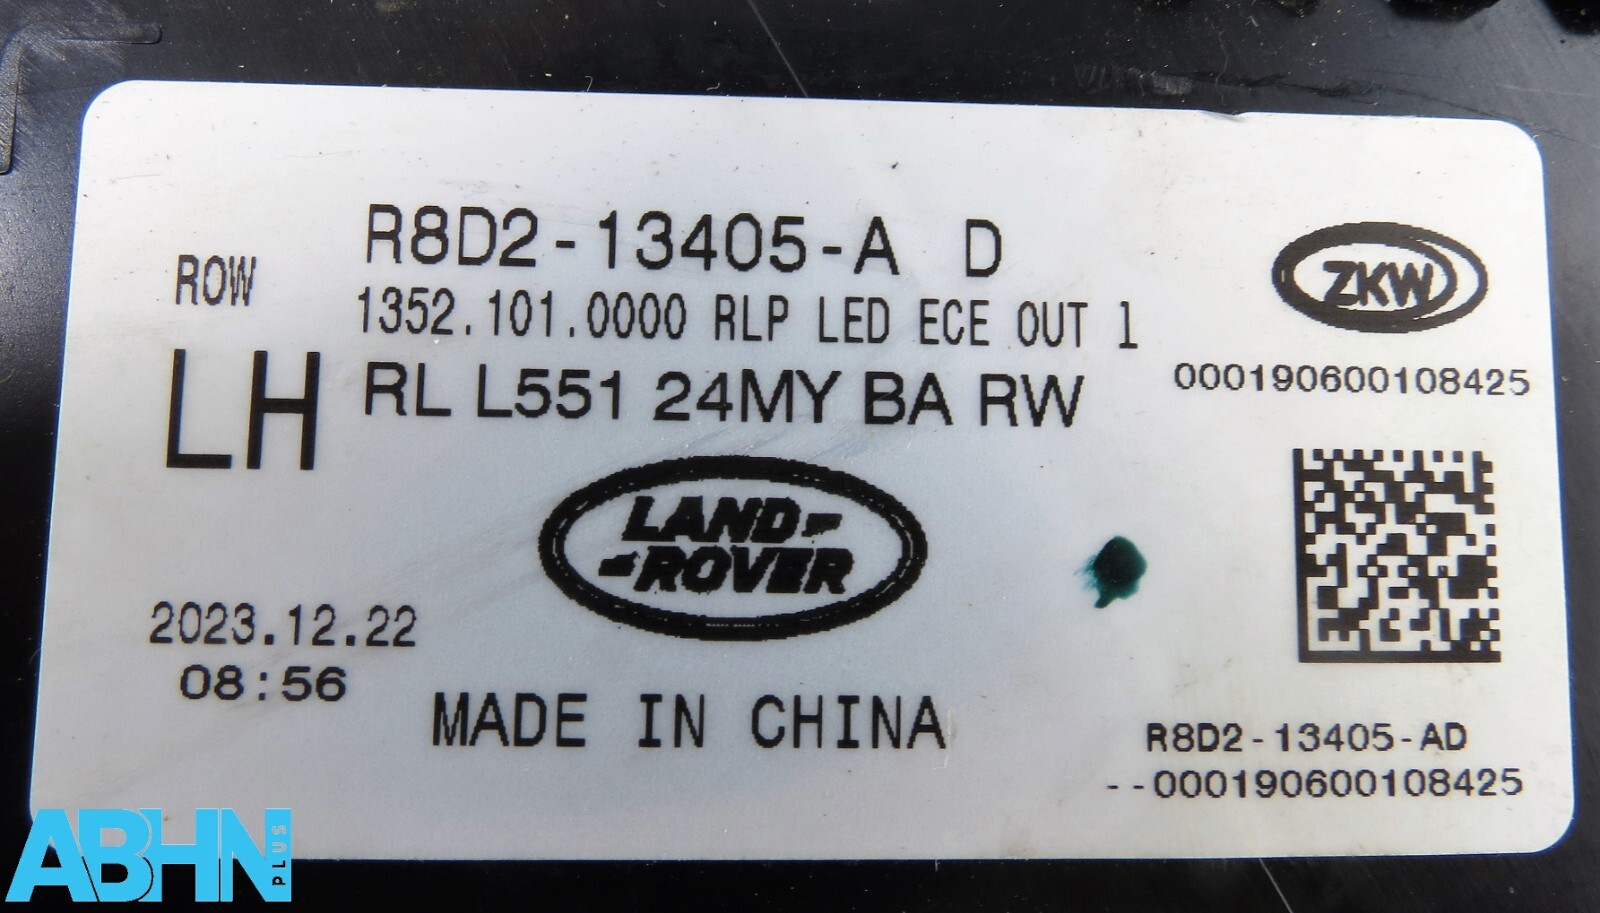 R8D2-13405-A D
ROW
1352.101.0000 RLP LED ECE OUT 1
LH
RL L551 24MY BA RW
ZKW
000190600108425
LAND-
-ROVER
2023.12.22
08:56
MADE IN CHINA
R8D2-13405-AD
--000190600108425
ABHN PLUS